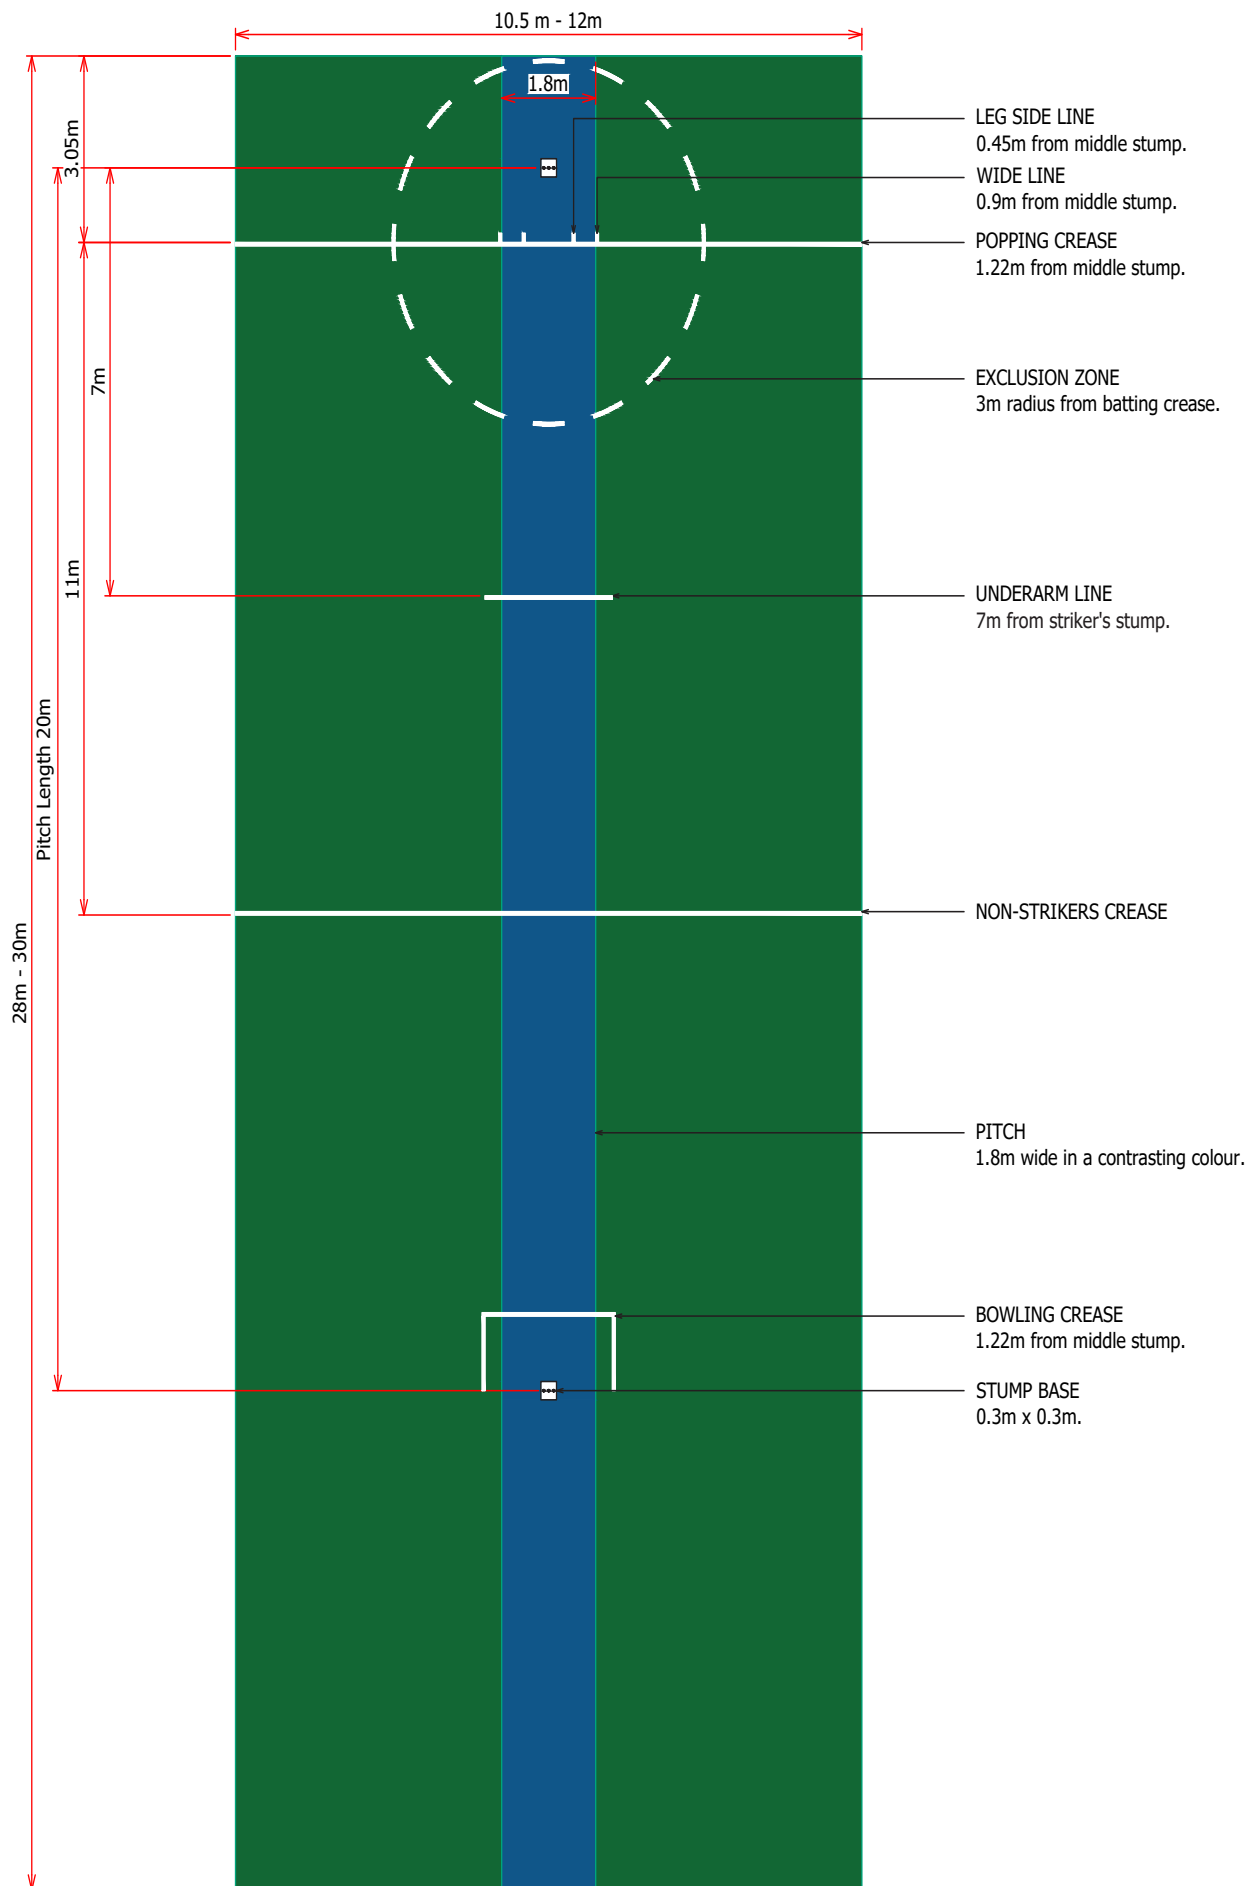 10.5 m - 12m
1.8m
3.05m
LEG SIDE LINE
0.45m from middle stump.
WIDE LINE
0.9m from middle stump.
POPPING CREASE
1.22m from middle stump.
7m
EXCLUSION ZONE
3m radius from batting crease.
11m
UNDERARM LINE
7m from striker's stump.
Pitch Length 20m
NON-STRIKERS CREASE
28m - 30m
PITCH
1.8m wide in a contrasting colour.
BOWLING CREASE
1.22m from middle stump.
STUMP BASE
0.3m x 0.3m.